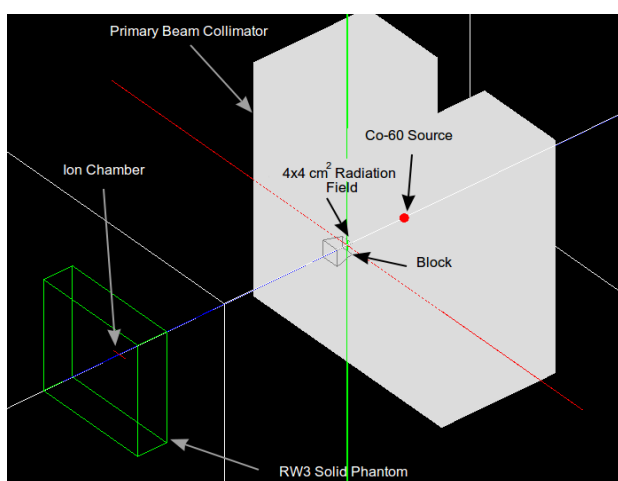 Primary Beam Collimator
Co-60 Source
Ion Chamber
4x4 cm² Radiation
Field
Block
RW3 Solid Phantom